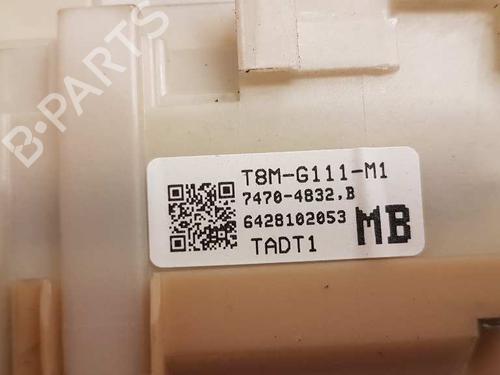 B-PARTS
T8M-G111-M1
7470-4832,B
6428102053
MB
TADT1